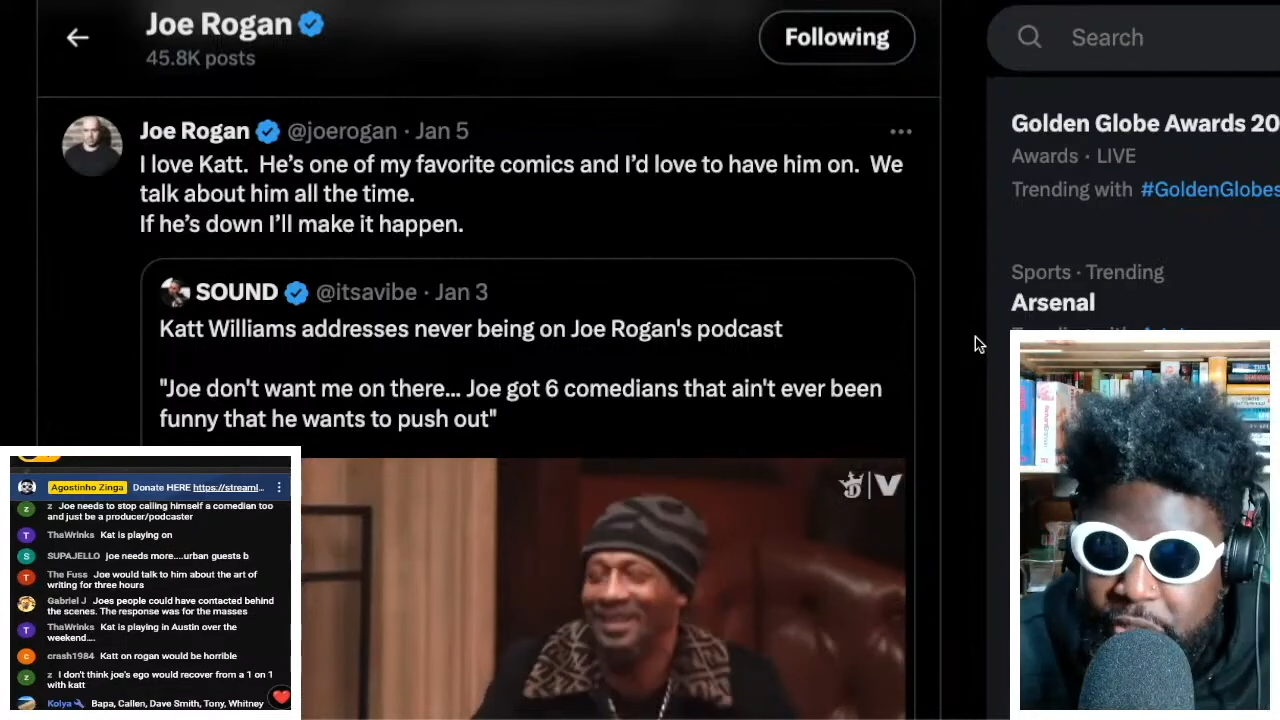 Joe Rogan
45.8K posts
Following
Search
Joe Rogan @joerogan · Jan 5
I love Katt.  He's one of my favorite comics and I'd love to have him on.  We
talk about him all the time.
If he's down I'll make it happen.
SOUND @itsavibe · Jan 3
Katt Williams addresses never being on Joe Rogan's podcast
"Joe don't want me on there... Joe got 6 comedians that ain't ever been
funny that he wants to push out"
Golden Globe Awards 20
Awards · LIVE
Trending with #GoldenGlobes
Sports · Trending
Arsenal
Agostinho Zinga Donate HERE https://streaml...
z Joe needs to stop calling himself a comedian too
and just be a producer/podcaster
ThaWrinks Kat is playing on
SUPAJELLO joe needs more....urban guests b
The Fuss Joe would talk to him about the art of
writing for three hours
Gabriel J Joes people could have contacted behind
the scenes. The response was for the masses
ThaWrinks Kat is playing in Austin over the
weekend....
crash1984 Katt on rogan would be horrible
z I don't think joe's ego would recover from a 1 on 1
with katt
Kolya Bapa, Callen, Dave Smith, Tony, Whitney